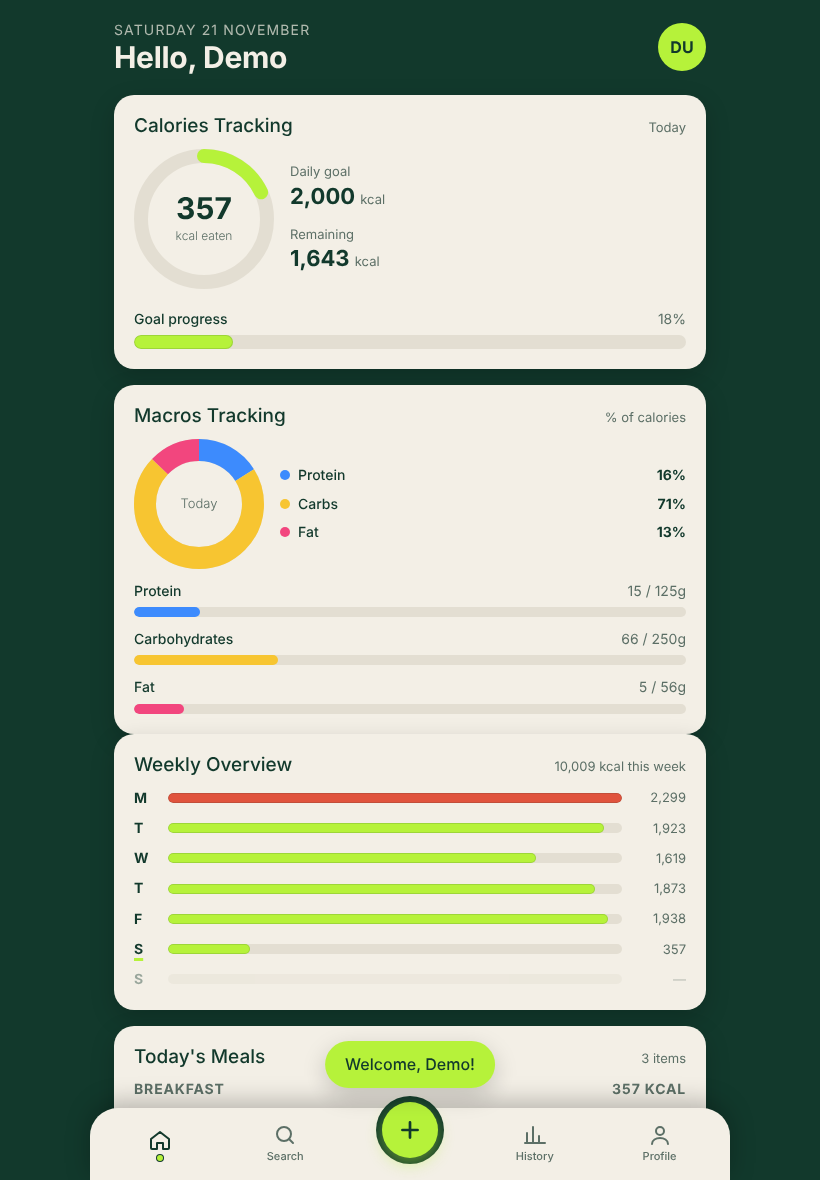 SATURDAY 21 NOVEMBER
Hello, Demo
DU
Calories Tracking
Today
357
kcal eaten
Daily goal
2,000 kcal
Remaining
1,643 kcal
Goal progress
18%
Macros Tracking
% of calories
Today
Protein 16%
Carbs 71%
Fat 13%
Protein 15 / 125g
Carbohydrates 66 / 250g
Fat 5 / 56g
Weekly Overview
10,009 kcal this week
M 2,299
T 1,923
W 1,619
T 1,873
F 1,938
S 357
S —
Today's Meals
3 items
Welcome, Demo!
BREAKFAST 357 KCAL
+
Search
History
Profile